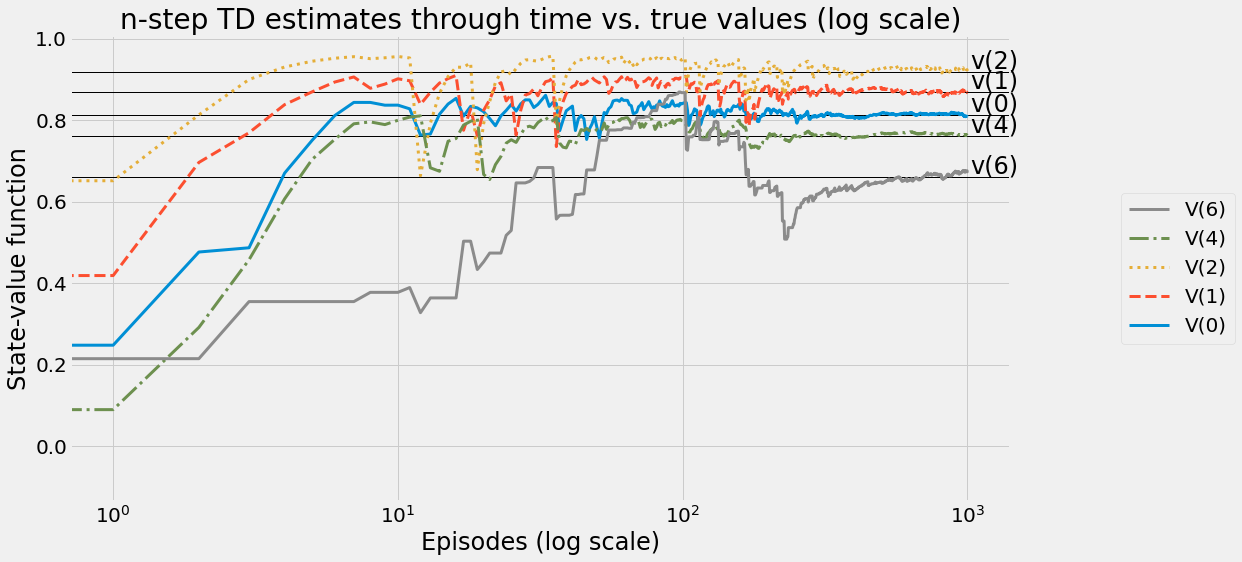 n-step TD estimates through time vs. true values (log scale)
State-value function
1.0
0.8
0.6
0.4
0.2
0.0
v(2)
v(1)
v(0)
v(4)
v(6)
V(6)
V(4)
V(2)
V(1)
V(0)
10⁰
10¹
10²
10³
Episodes (log scale)